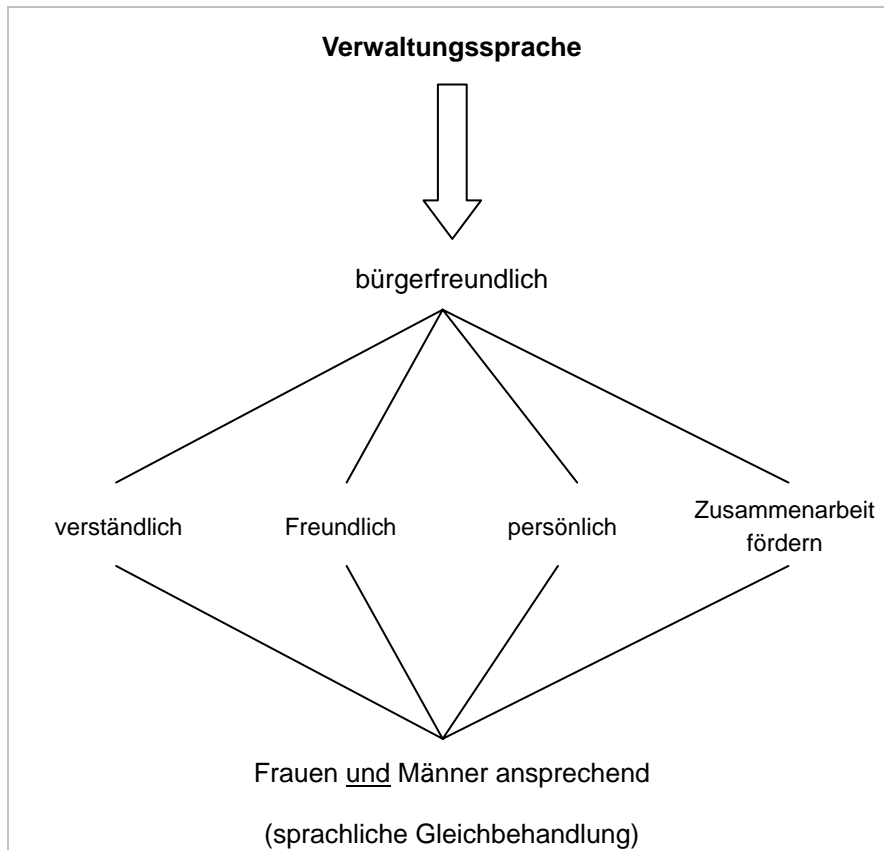 Verwaltungssprache
bürgerfreundlich
verständlich
Freundlich
persönlich
Zusammenarbeit
fördern
Frauen und Männer ansprechend
(sprachliche Gleichbehandlung)